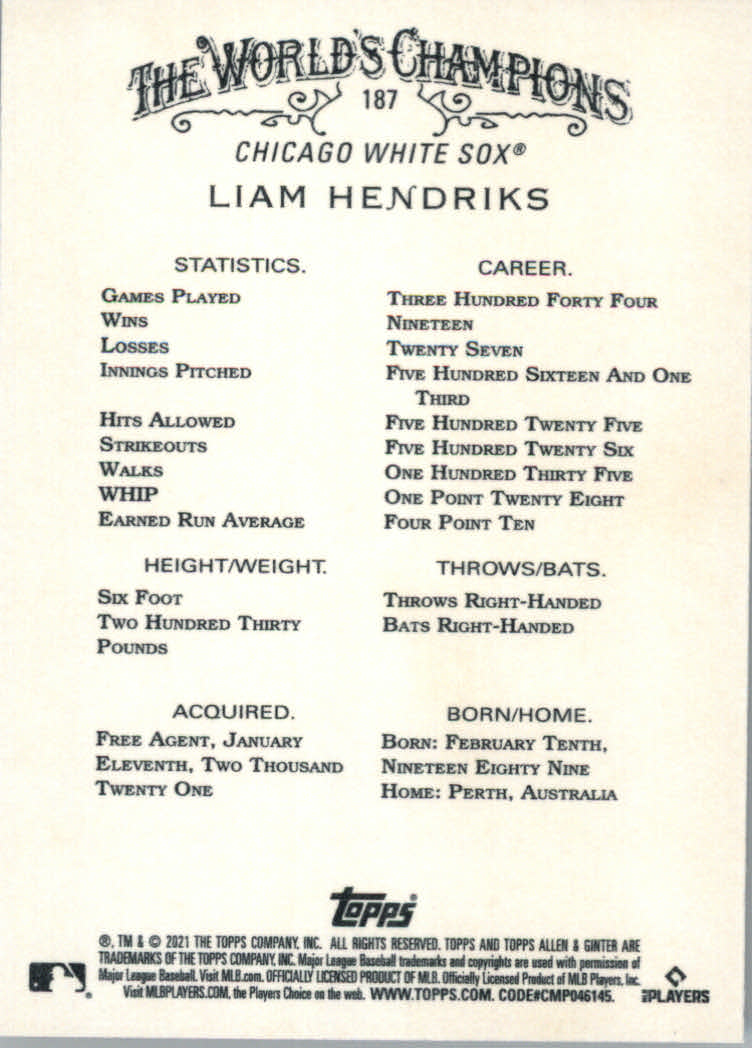 THE WORLD'S CHAMPIONS
187
CHICAGO WHITE SOX®
LIAM HENDRIKS
STATISTICS. CAREER.
GAMES PLAYED THREE HUNDRED FORTY FOUR
WINS NINETEEN
LOSSES TWENTY SEVEN
INNINGS PITCHED FIVE HUNDRED SIXTEEN AND ONE
THIRD
HITS ALLOWED FIVE HUNDRED TWENTY FIVE
STRIKEOUTS FIVE HUNDRED TWENTY SIX
WALKS ONE HUNDRED THIRTY FIVE
WHIP ONE POINT TWENTY EIGHT
EARNED RUN AVERAGE FOUR POINT TEN
HEIGHT/WEIGHT. THROWS/BATS.
SIX FOOT THROWS RIGHT-HANDED
TWO HUNDRED THIRTY BATS RIGHT-HANDED
POUNDS
ACQUIRED. BORN/HOME.
FREE AGENT, JANUARY BORN: FEBRUARY TENTH,
ELEVENTH, TWO THOUSAND NINETEEN EIGHTY NINE
TWENTY ONE HOME: PERTH, AUSTRALIA
Topps®
®, TM & © 2021 THE TOPPS COMPANY, INC. ALL RIGHTS RESERVED. TOPPS AND TOPPS ALLEN & GINTER ARE
TRADEMARKS OF THE TOPPS COMPANY, INC. Major League Baseball trademarks and copyrights are used with permission of
Major League Baseball. Visit MLB.com. OFFICIALLY LICENSED PRODUCT OF MLB. Officially Licensed Product of MLB Players, Inc.
Visit MLBPLAYERS.COM, the Players Choice on the web. WWW.TOPPS.COM. CODE#CMP046145.
PLAYERS